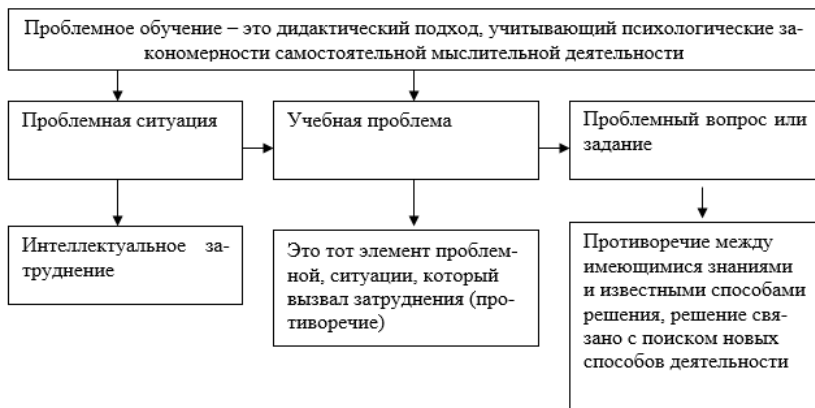 Проблемное обучение – это дидактический подход, учитывающий психологические за-
кономерности самостоятельной мыслительной деятельности
Проблемная ситуация
Учебная проблема
Проблемный вопрос или
задание
Интеллектуальное за-
труднение
Это тот элемент проблем-
ной, ситуации, который
вызвал затруднения (про-
тиворечие)
Противоречие между
имеющимися знаниями
и известными способами
решения, решение свя-
зано с поиском новых
способов деятельности